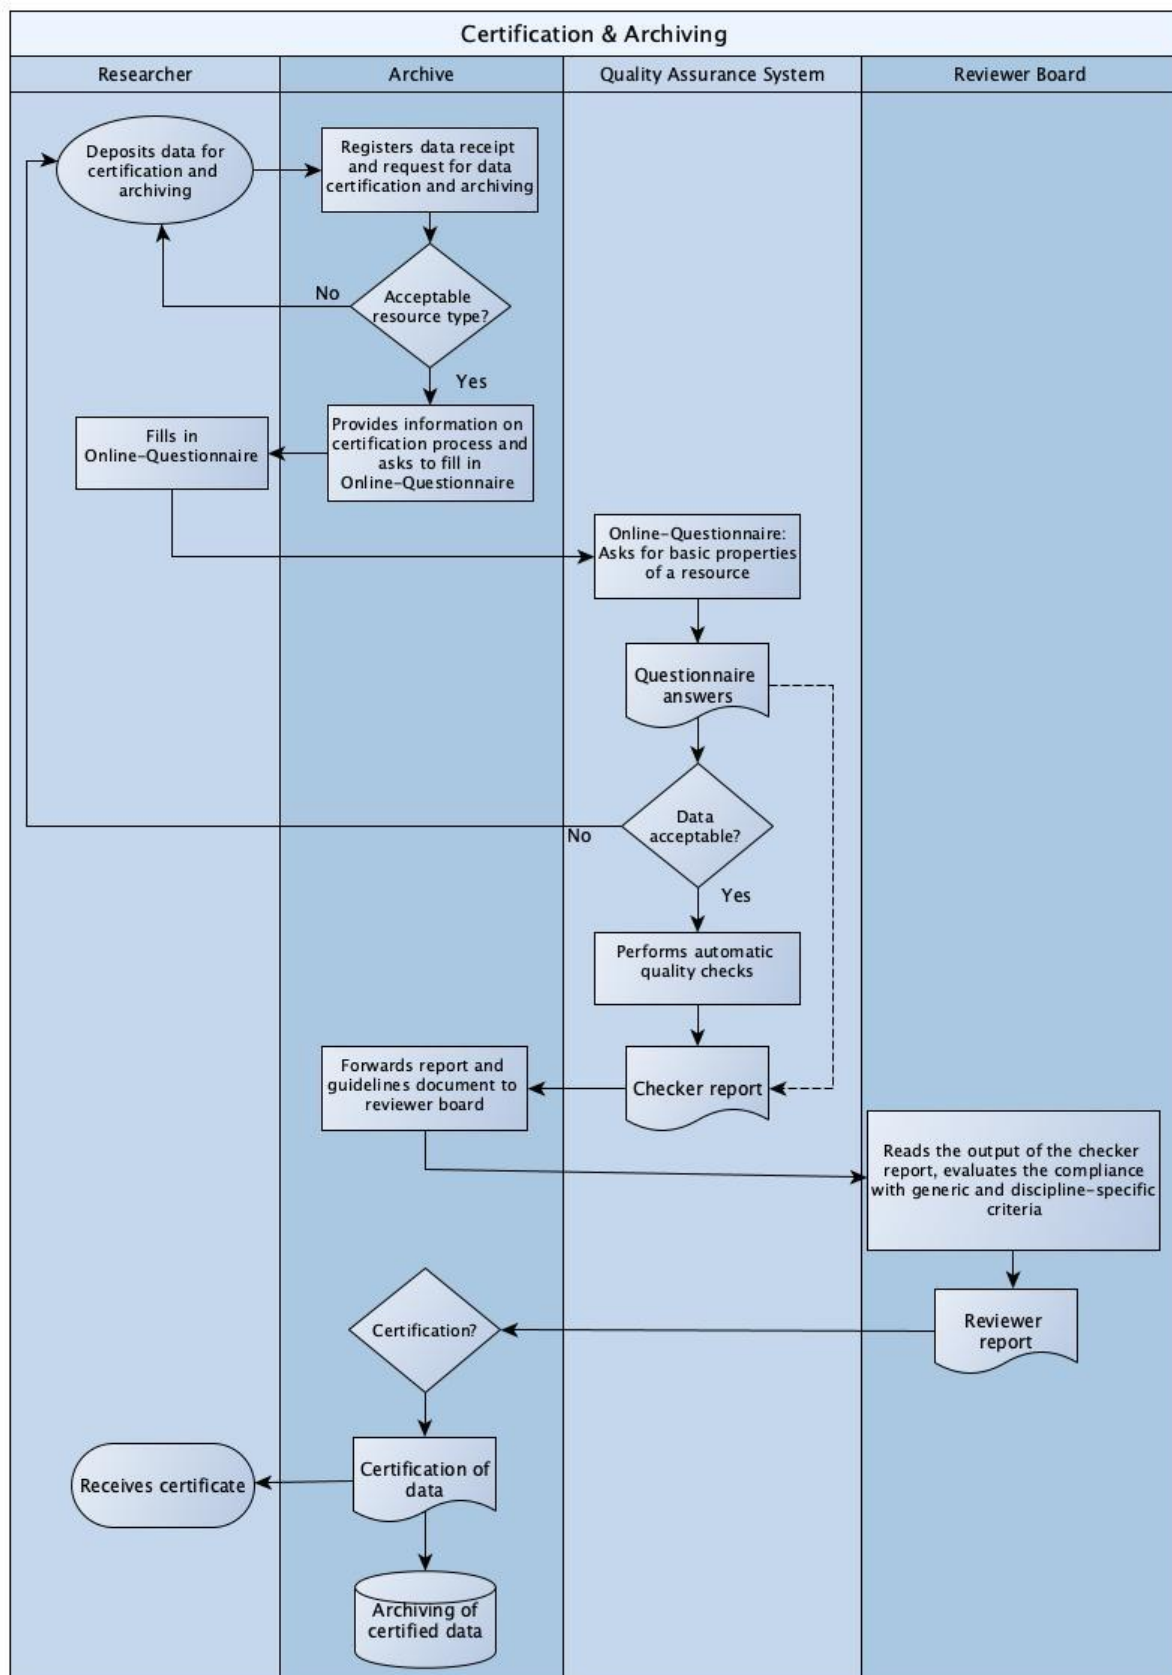 Certification & Archiving
Researcher
Archive
Quality Assurance System
Reviewer Board
Deposits data for
certification and
archiving
Registers data receipt
and request for data
certification and archiving
No
Acceptable
resource type?
Yes
Fills in
Online-Questionnaire
Provides information on
certification process and
asks to fill in
Online-Questionnaire
Online-Questionnaire:
Asks for basic properties
of a resource
Questionnaire
answers
Data
acceptable?
No
Yes
Performs automatic
quality checks
Forwards report and
guidelines document to
reviewer board
Checker report
Reads the output of the checker
report, evaluates the compliance
with generic and discipline-specific
criteria
Certification?
Reviewer
report
Receives certificate
Certification of
data
Archiving of
certified data